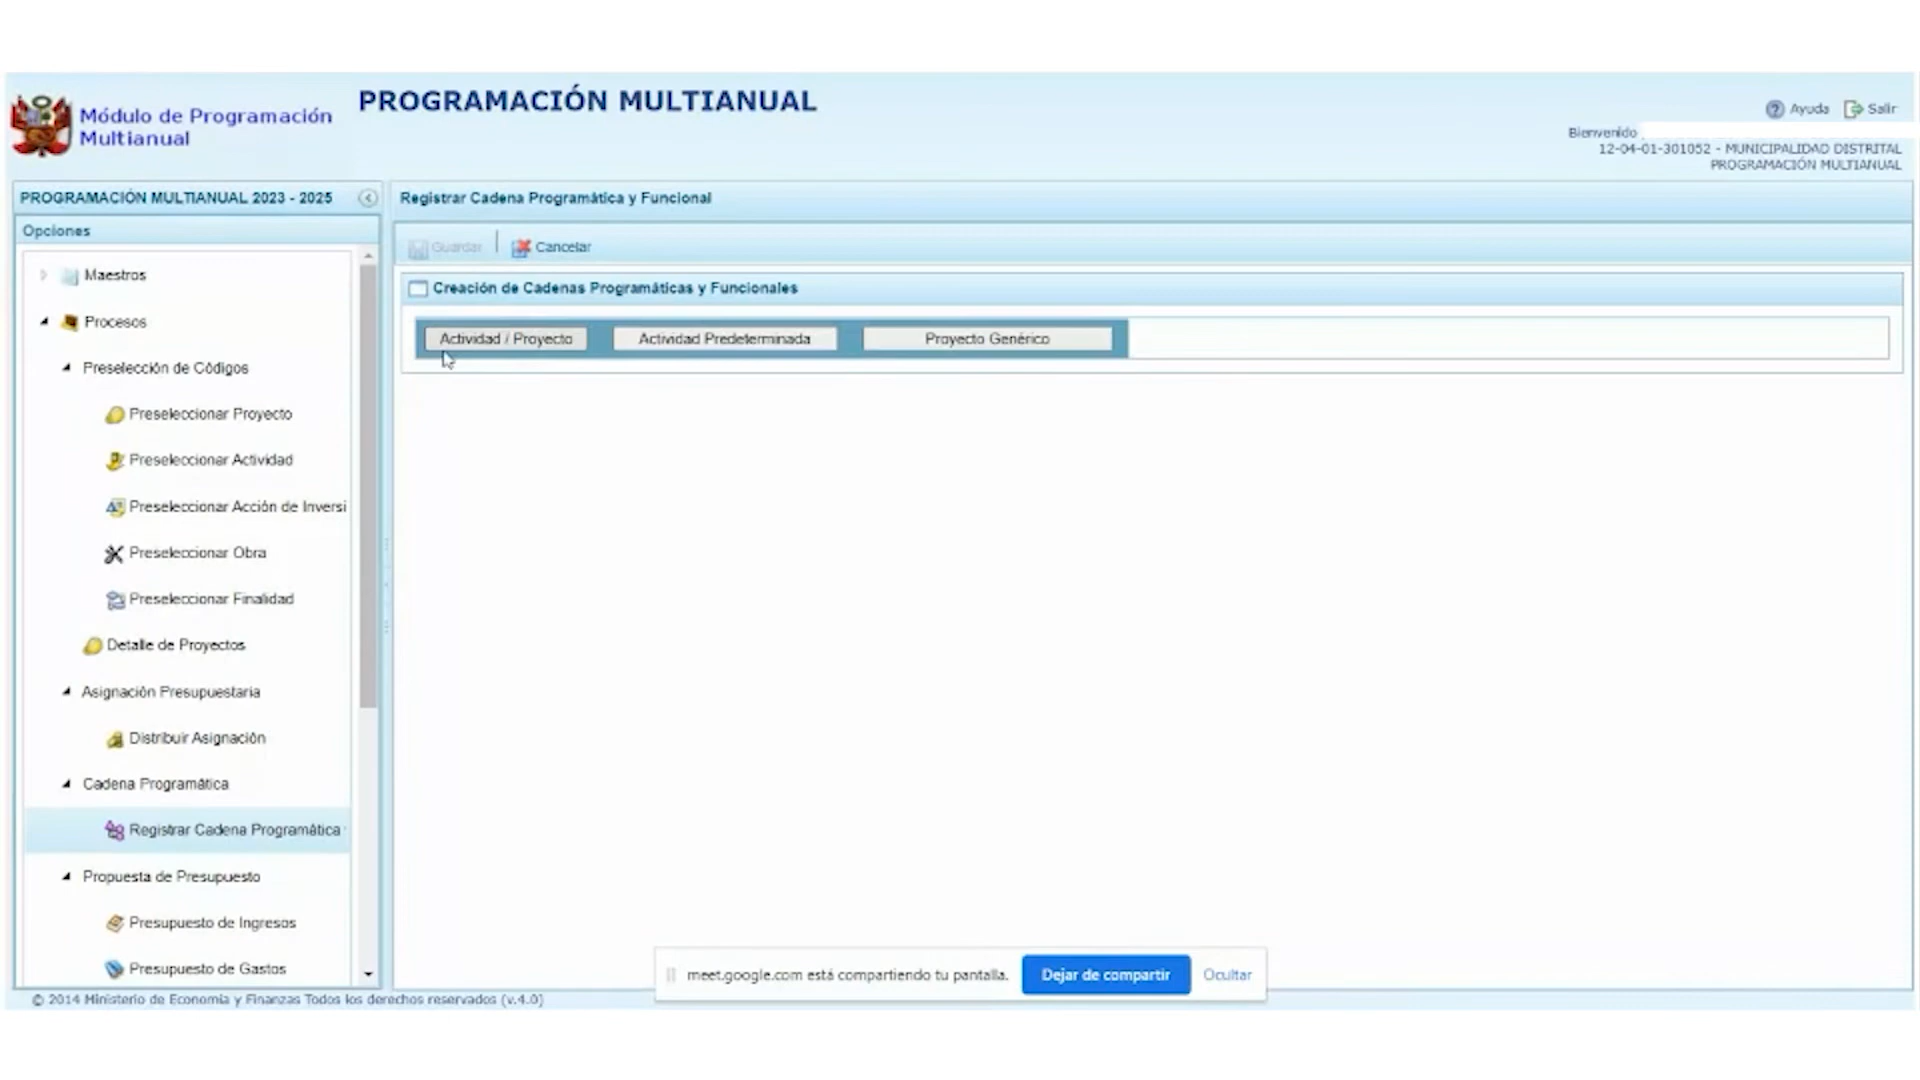 Módulo de Programación
Multianual
PROGRAMACIÓN MULTIANUAL
Ayuda Salir
Bienvenido
12-04-01-301052 - MUNICIPALIDAD DISTRITAL
PROGRAMACIÓN MULTIANUAL
PROGRAMACIÓN MULTIANUAL 2023 - 2025
Opciones
Maestros
Procesos
Preselección de Códigos
Preseleccionar Proyecto
Preseleccionar Actividad
Preseleccionar Acción de Inversi
Preseleccionar Obra
Preseleccionar Finalidad
Detalle de Proyectos
Asignación Presupuestaria
Distribuir Asignación
Cadena Programática
Registrar Cadena Programática
Propuesta de Presupuesto
Presupuesto de Ingresos
Presupuesto de Gastos
Registrar Cadena Programática y Funcional
Guardar Cancelar
Creación de Cadenas Programáticas y Funcionales
Actividad / Proyecto Actividad Predeterminada Proyecto Genérico
meet.google.com está compartiendo tu pantalla. Dejar de compartir Ocultar
© 2014 Ministerio de Economía y Finanzas Todos los derechos reservados (v.4.0)